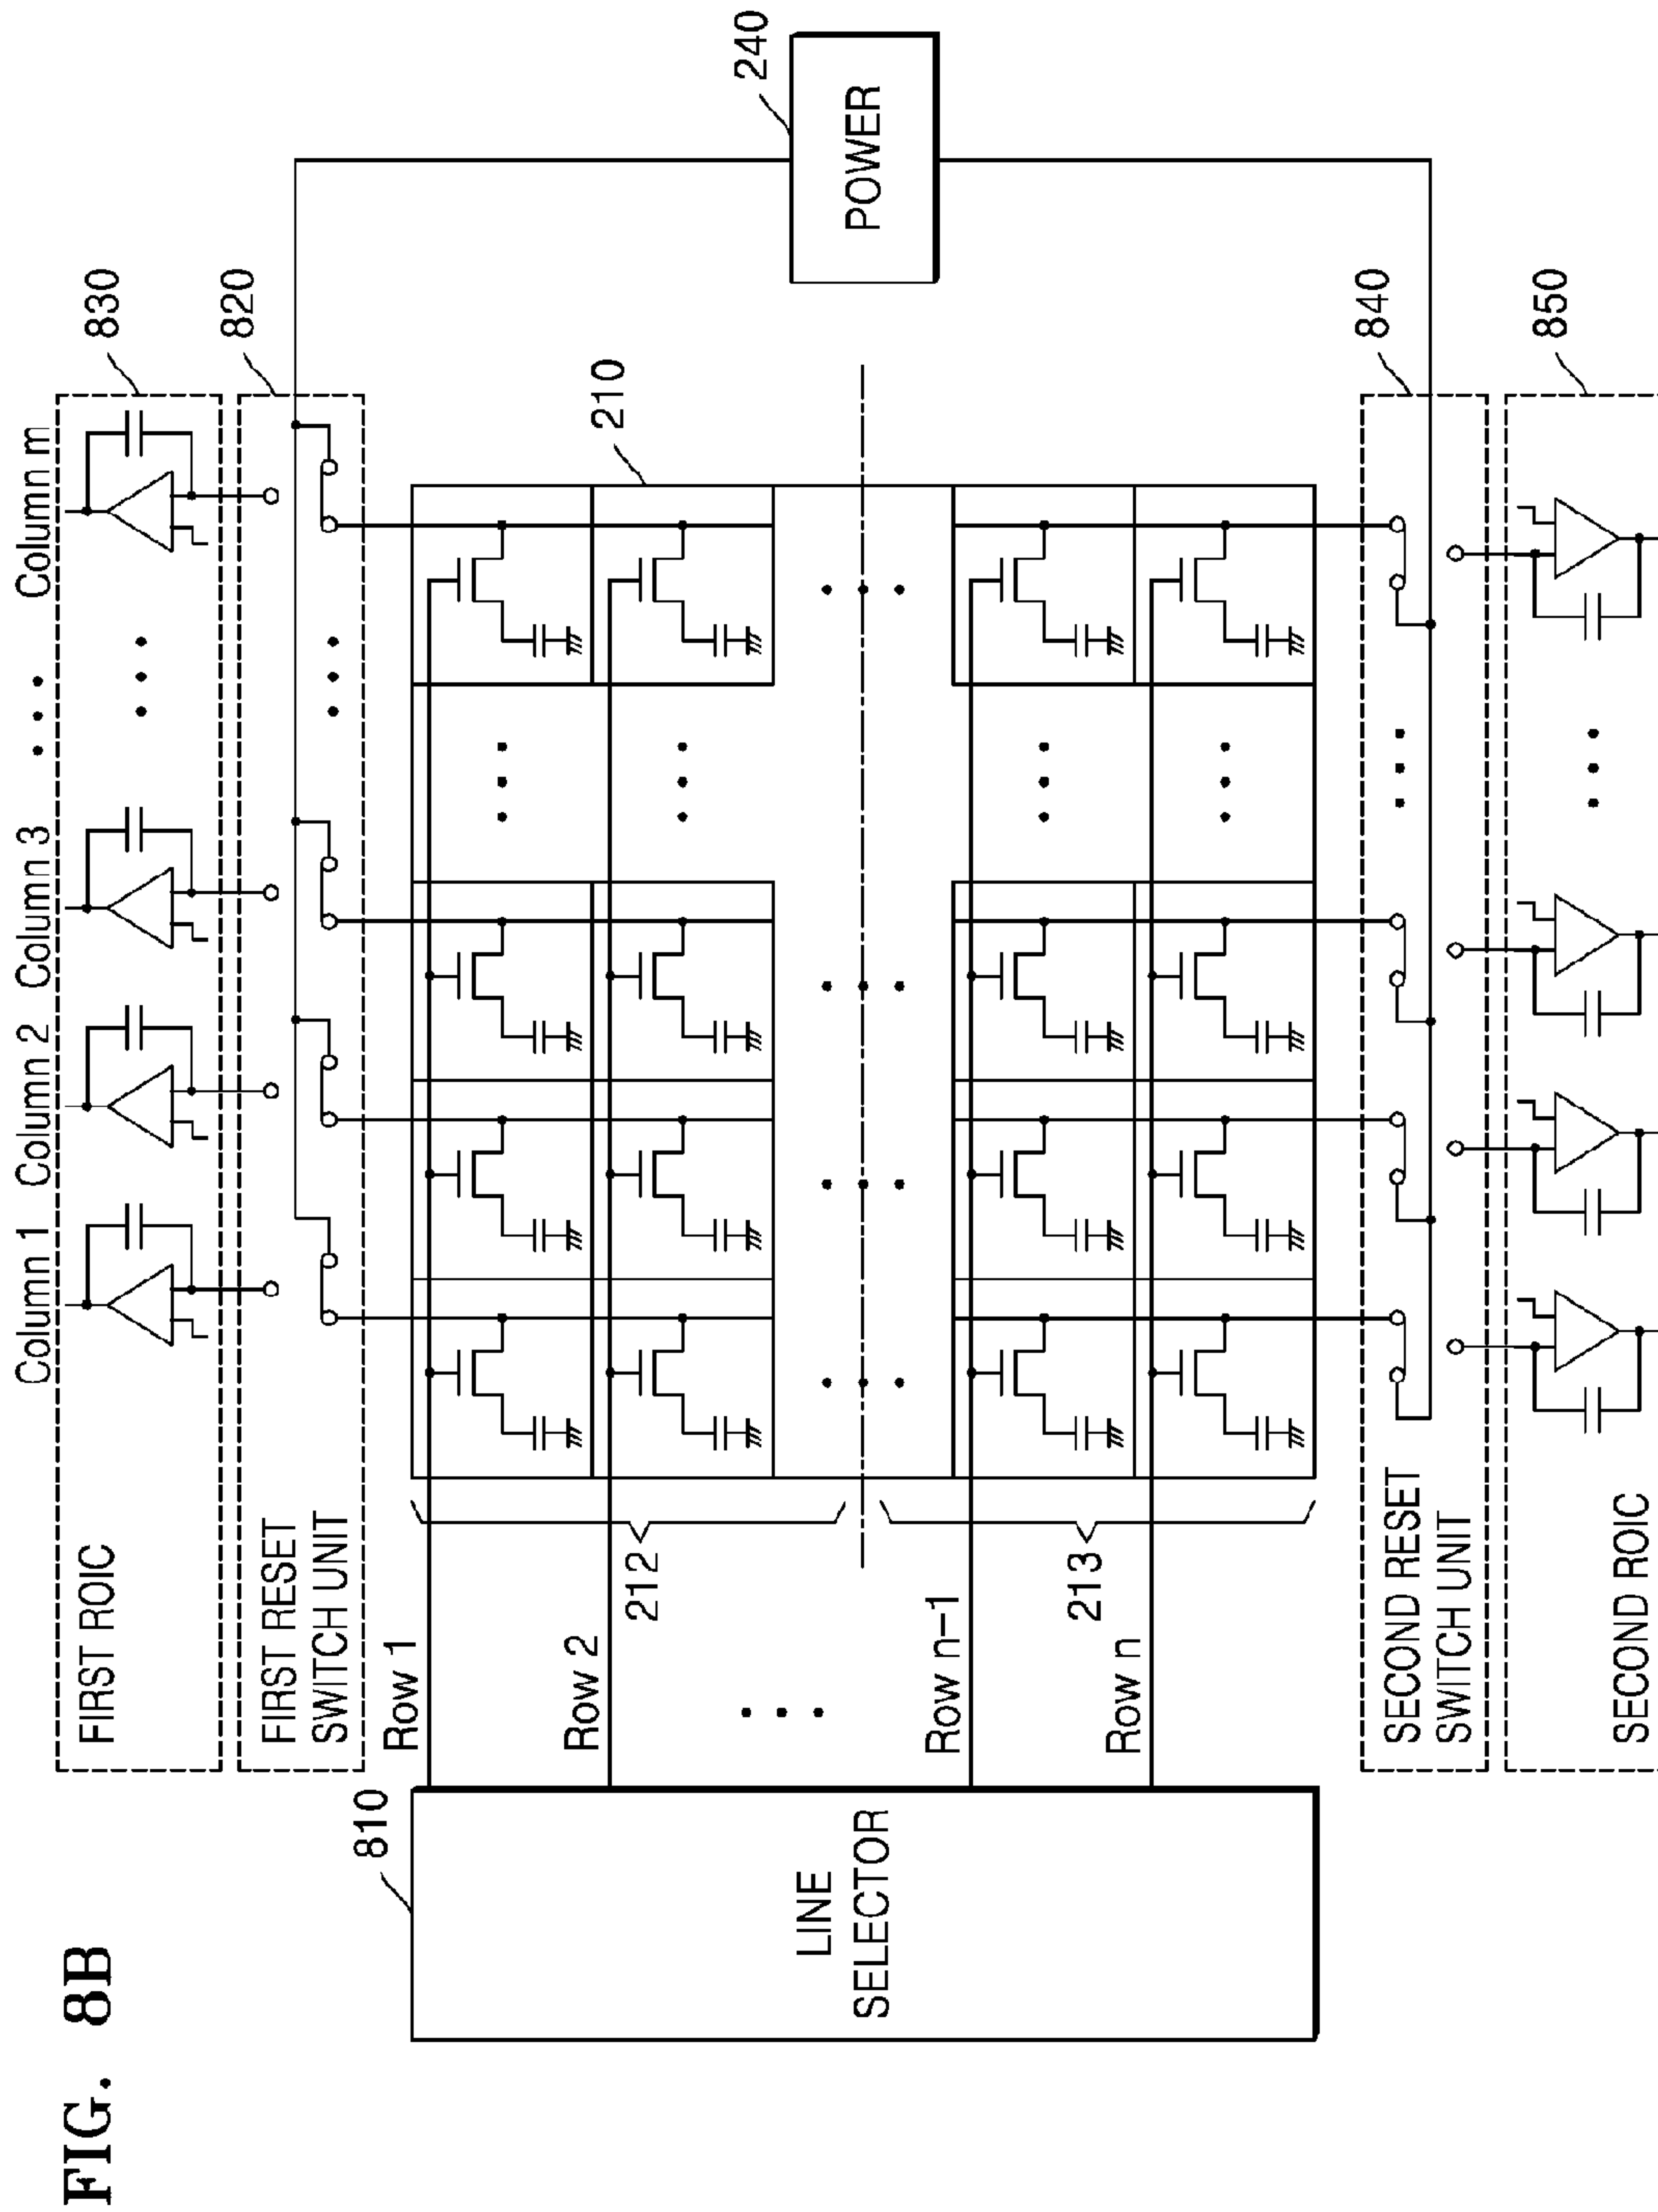 FIG. 8B
Column 1 Column 2 Column 3 ... Column m
FIRST ROIC
830
FIRST RESET
SWITCH UNIT
820
810
LINE
SELECTOR
Row 1
Row 2
Row n-1
Row n
212
213
210
POWER
240
SECOND RESET
SWITCH UNIT
840
SECOND ROIC
850